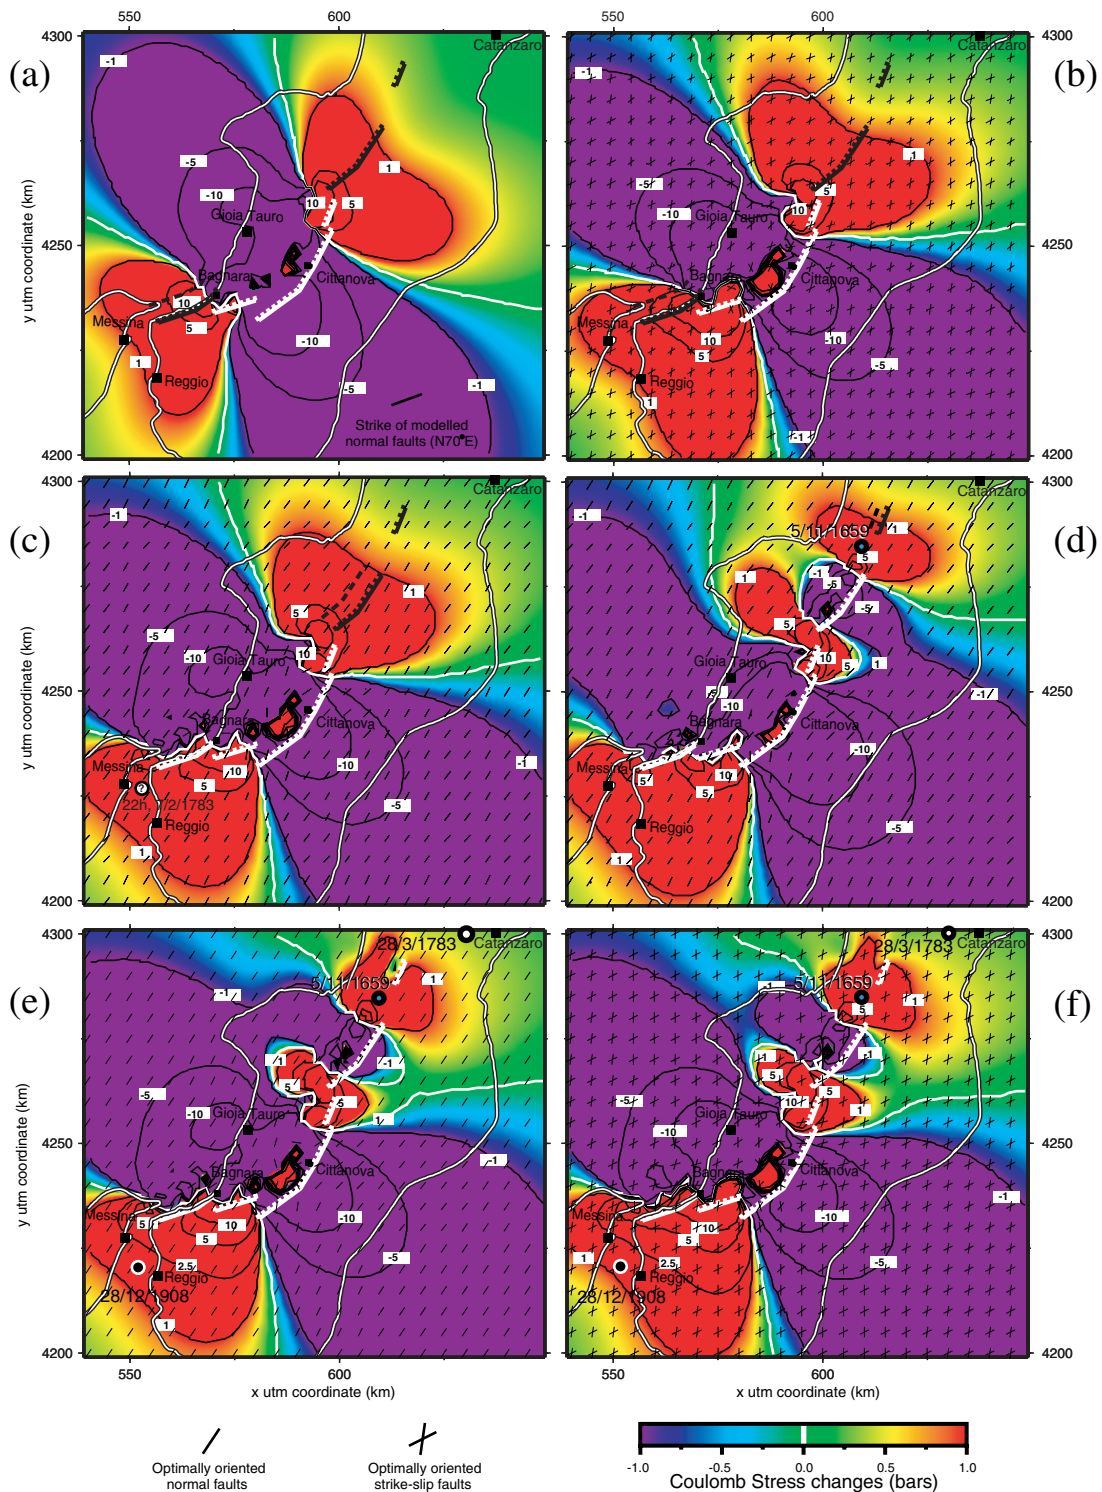 550
600
550
600
4300
(a)
-1
-5
-10
Gioia Tauro
10
5
1
Catanzaro
4250
y utm coordinate (km)
Bagnara
Cittanova
10
Messina
5
1
Reggio
-10
-5
-1
Strike of modelled
normal faults (N70°E)
4200
(b)
4300
-1
Catanzaro
1
-5
5
-10
10
Gioia Tauro
4250
Bagnara
Cittanova
Messina
10
5
-10
-5
Reggio
1
-1
4200
(c)
4300
-1
Catanzaro
1
5
-5
-10
10
Gioia Tauro
4250
y utm coordinate (km)
Bagnara
Cittanova
Messina
10
5
-10
-1
?
22h, 7/2/1783
-5
Reggio
1
4200
(d)
4300
-1
Catanzaro
5/11/1659
1
5
1
-1
-5
-5
5
Gioia Tauro
10
5
1
-5
-1
4250
-10
Bagnara
Cittanova
Messina
-10
5
10
5
-5
Reggio
1
4200
(e)
4300
28/3/1783
Catanzaro
5/11/1659
1
-1
1
-1
5
-5
-10
5
Gioia Tauro
1
4250
y utm coordinate (km)
-1
Bagnara
Cittanova
Messina
5
10
-10
5
-5
2.5
Reggio
28/12/1908
1
4200
550
600
x utm coordinate (km)
(f)
4300
28/3/1783
Catanzaro
-1
5/11/1659
1
5
1
-1
5
5
-5
10
1
Gioia Tauro
-10
4250
Bagnara
Cittanova
-1
Messina
10
-10
1
5
2.5
-5
Reggio
28/12/1908
4200
550
600
x utm coordinate (km)
Optimally oriented
normal faults
Optimally oriented
strike-slip faults
-1.0
-0.5
0.0
0.5
1.0
Coulomb Stress changes (bars)